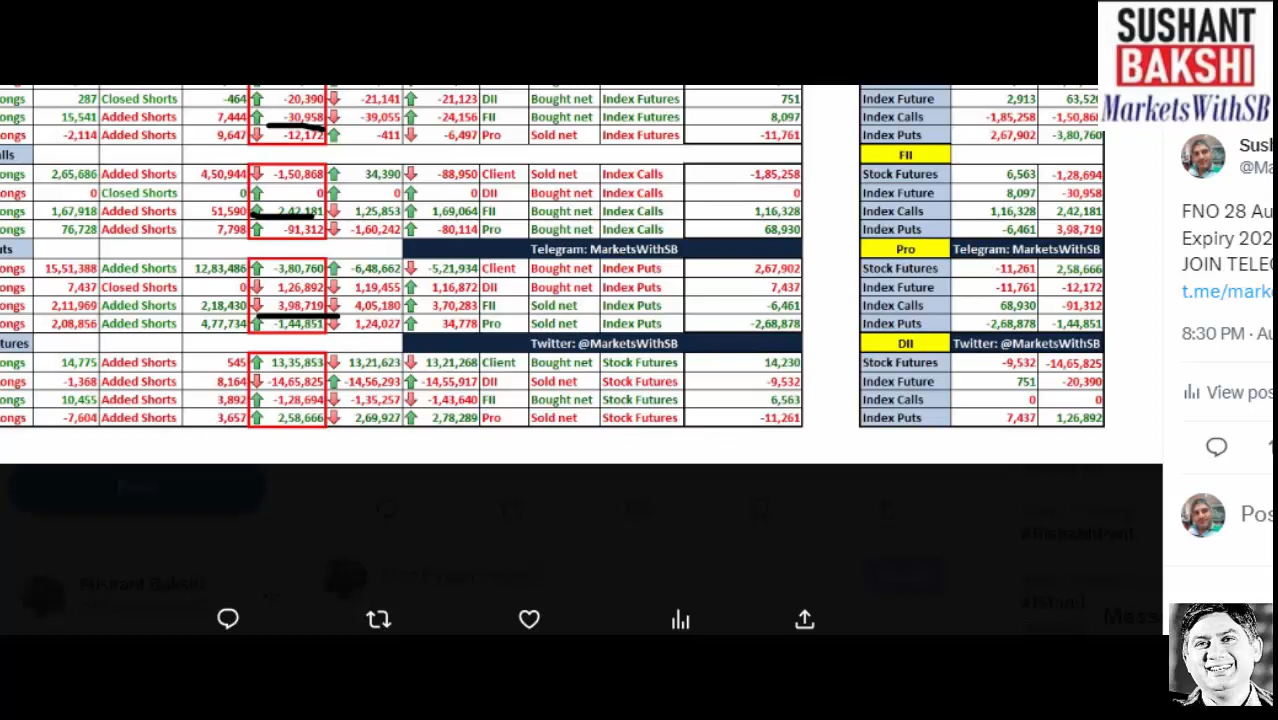 SUSHANT
BAKSHI
MarketsWithSB
ongs 287 Closed Shorts -464 -20,390 -21,141 -21,123 DII Bought net Index Futures 751
ongs 15,541 Added Shorts 7,444 -30,958 -39,055 -24,156 FII Bought net Index Futures 8,097
ongs -2,114 Added Shorts 9,647 -12,172 -411 -6,497 Pro Sold net Index Futures -11,761
lls
ongs 2,65,686 Added Shorts 4,50,944 -1,50,868 34,390 -88,950 Client Sold net Index Calls -1,85,258
ongs 0 Closed Shorts 0 0 0 0 DII Bought net Index Calls 0
ongs 1,67,918 Added Shorts 51,590 2,42,181 1,25,853 1,69,064 FII Bought net Index Calls 1,16,328
ongs 76,728 Added Shorts 7,798 -91,312 -1,60,242 -80,114 Pro Bought net Index Calls 68,930
ts Telegram: MarketsWithSB
ongs 15,51,388 Added Shorts 12,83,486 -3,80,760 -6,48,662 -5,21,934 Client Bought net Index Puts 2,67,902
ongs 7,437 Closed Shorts 0 1,26,892 1,19,455 1,16,872 DII Bought net Index Puts 7,437
ongs 2,11,969 Added Shorts 2,18,430 3,98,719 4,05,180 3,70,283 FII Sold net Index Puts -6,461
ongs 2,08,856 Added Shorts 4,77,734 -1,44,851 1,24,027 34,778 Pro Sold net Index Puts -2,68,878
tures Twitter: @MarketsWithSB
ongs 14,775 Added Shorts 545 13,35,853 13,21,623 13,21,268 Client Bought net Stock Futures 14,230
ongs -1,368 Added Shorts 8,164 -14,65,825 -14,56,293 -14,55,917 DII Sold net Stock Futures -9,532
ongs 10,455 Added Shorts 3,892 -1,28,694 -1,35,257 -1,43,640 FII Bought net Stock Futures 6,563
ongs -7,604 Added Shorts 3,657 2,58,666 2,69,927 2,78,289 Pro Sold net Stock Futures -11,261
Index Future 2,913 63,520
Index Calls -1,85,258 -1,50,868
Index Puts 2,67,902 -3,80,760
FII
Stock Futures 6,563 -1,28,694
Index Future 8,097 -30,958
Index Calls 1,16,328 2,42,181
Index Puts -6,461 3,98,719
Pro Telegram: MarketsWithSB
Stock Futures -11,261 2,58,666
Index Future -11,761 -12,172
Index Calls 68,930 -91,312
Index Puts -2,68,878 -1,44,851
DII Twitter: @MarketsWithSB
Stock Futures -9,532 -14,65,825
Index Future 751 -20,390
Index Calls 0 0
Index Puts 7,437 1,26,892
Sus
@Ma
FNO 28 Au
Expiry 202
JOIN TELE
t.me/mark
8:30 PM · Au
View pos
Pos
Sushant Bakshi